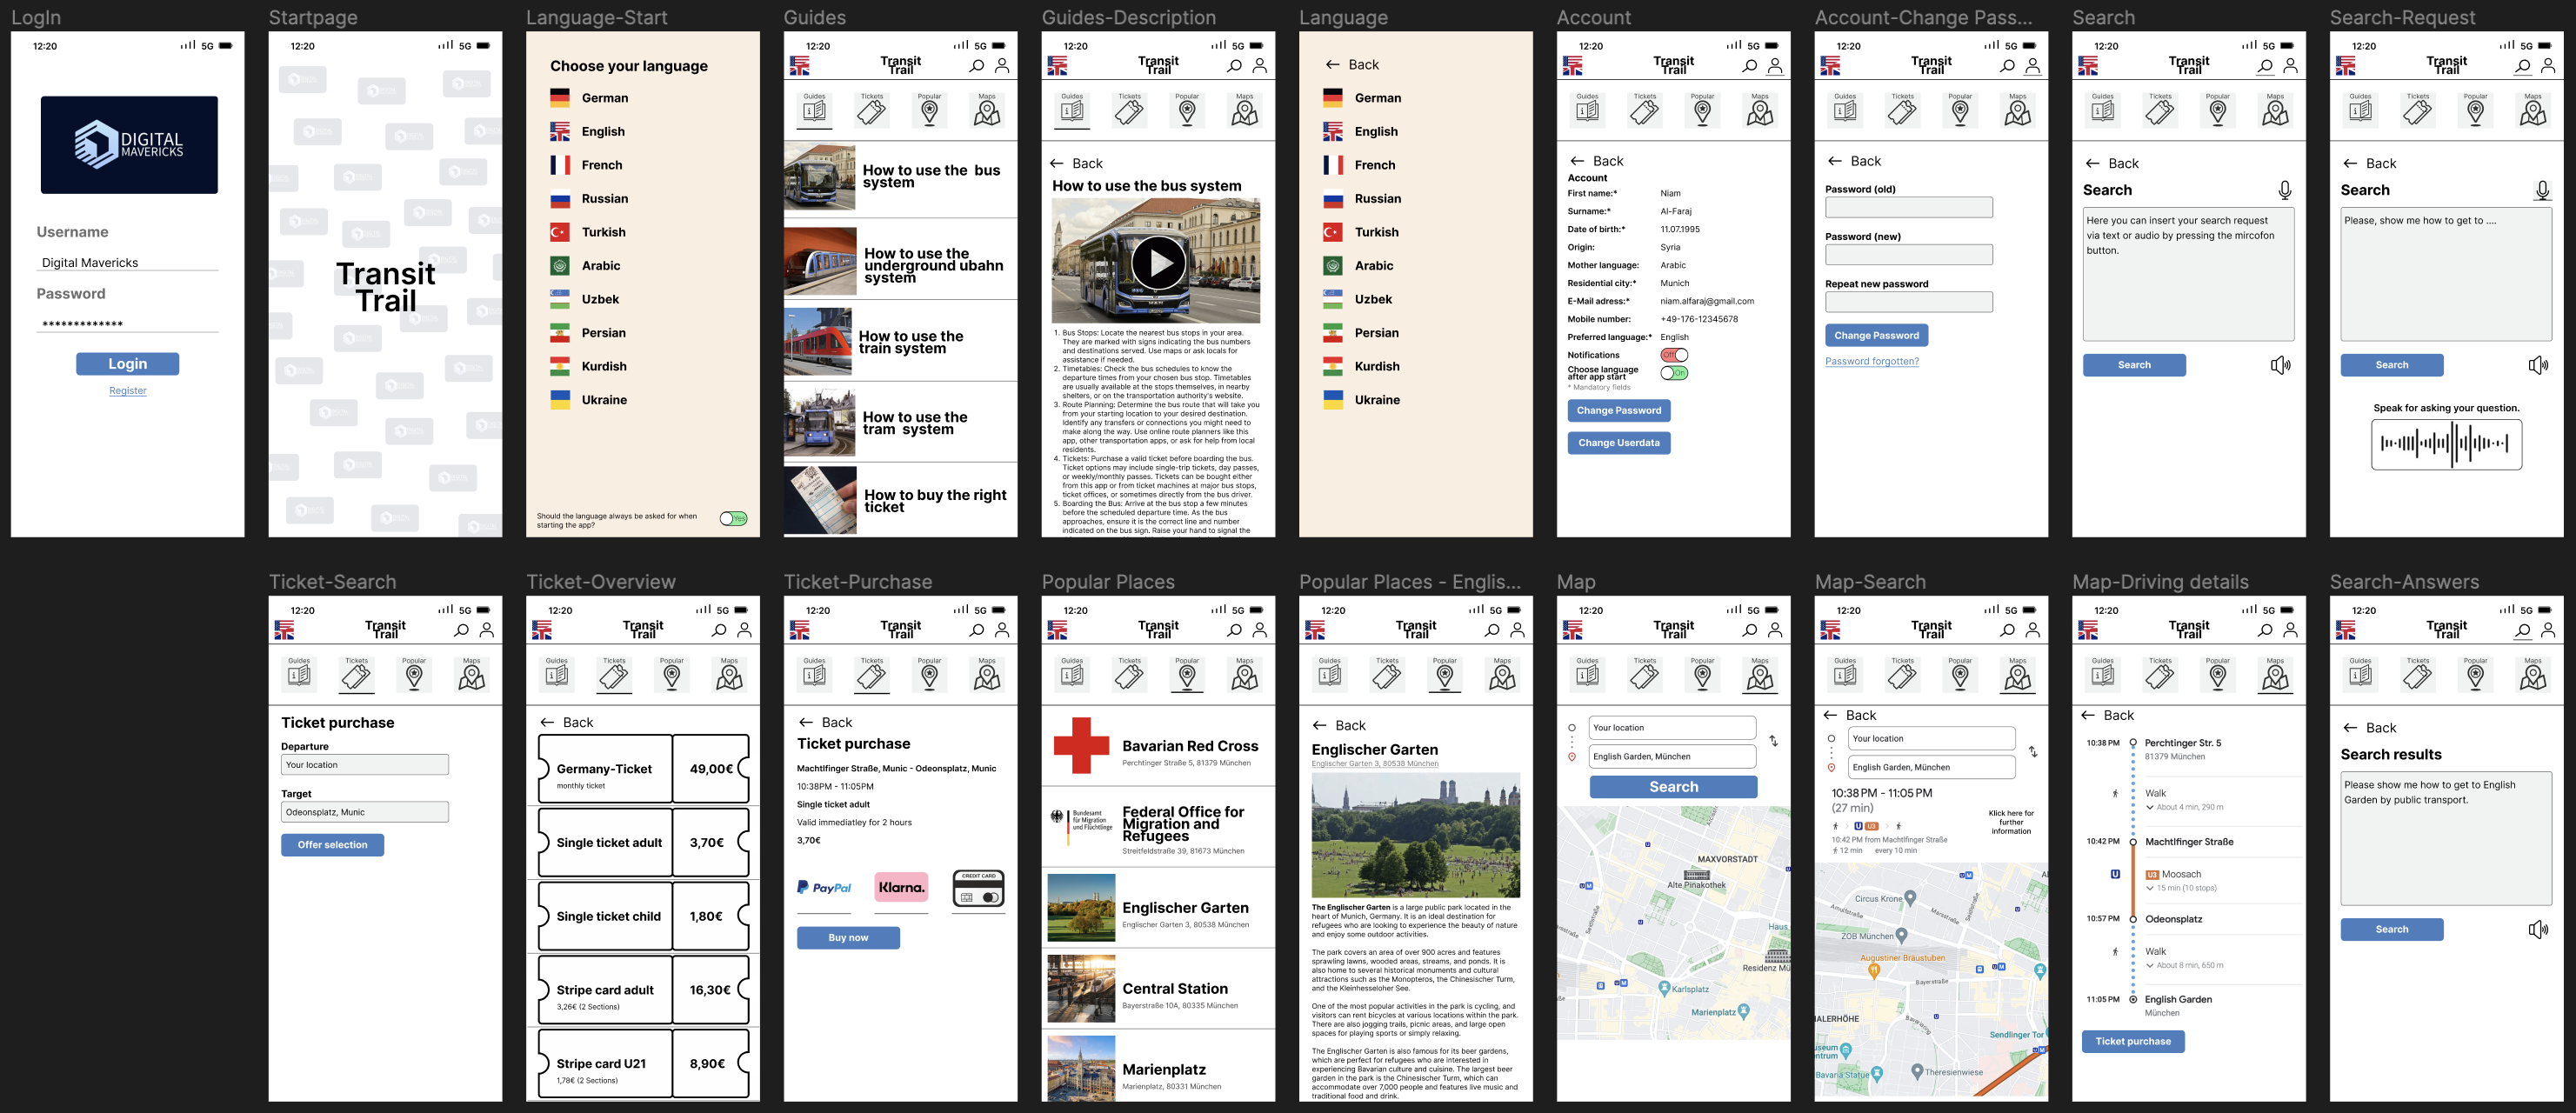 LogIn
12:20
5G
DIGITAL
MAVERICKS
Username
Digital Mavericks
Password
*************
Login
Register
Startpage
12:20
5G
Transit
Trail
Language-Start
Choose your language
German
English
French
Russian
Turkish
Arabic
Uzbek
Persian
Kurdish
Ukraine
Should the language always be asked for when
starting the app?
Yes
Guides
12:20
5G
Transit
Trail
Guides
Tickets
Popular
Maps
How to use the bus
system
How to use the
underground ubahn
system
How to use the
train system
How to use the
tram system
How to buy the right
ticket
Guides-Description
12:20
5G
Transit
Trail
Guides
Tickets
Popular
Maps
← Back
How to use the bus system
1. Bus Stops: Locate the nearest bus stops in your area.
They are marked with signs indicating the bus numbers
and destinations served. Use maps or ask locals for
assistance if needed.
2. Timetables: Check the bus schedules to know the
departure times from your chosen bus stop. Timetables
are usually available at the stops themselves, in nearby
shelters, or on the transportation authority's website.
3. Route Planning: Determine the bus route that will take you
from your starting location to your desired destination.
Identify any transfers or connections you might need to
make along the way. Use online route planners like this
app, other transportation apps, or ask for help from local
residents.
4. Tickets: Purchase a valid ticket before boarding the bus.
Ticket options may include single-trip tickets, day passes,
or weekly/monthly passes. Tickets can be bought either
from this app or from ticket machines at major bus stops,
ticket offices, or sometimes directly from the bus driver.
5. Boarding the Bus: Arrive at the bus stop a few minutes
before the scheduled departure time. As the bus
approaches, ensure it is the correct line and number
indicated on the bus sign. Raise your hand to signal the
Language
← Back
German
English
French
Russian
Turkish
Arabic
Uzbek
Persian
Kurdish
Ukraine
Account
12:20
5G
Transit
Trail
Guides
Tickets
Popular
Maps
← Back
Account
First name:* Niam
Surname:* Al-Faraj
Date of birth:* 11.07.1995
Origin: Syria
Mother language: Arabic
Residential city:* Munich
E-Mail adress:* niam.alfaraj@gmail.com
Mobile number: +49-176-12345678
Preferred language:* English
Notifications Off
Choose language
after app start On
* Mandatory fields
Change Password
Change Userdata
Account-Change Pass...
12:20
5G
Transit
Trail
Guides
Tickets
Popular
Maps
← Back
Password (old)
Password (new)
Repeat new password
Change Password
Password forgotten?
Search
12:20
5G
Transit
Trail
Guides
Tickets
Popular
Maps
← Back
Search
Here you can insert your search request
via text or audio by pressing the mircofon
button.
Search
Search-Request
12:20
5G
Transit
Trail
Guides
Tickets
Popular
Maps
← Back
Search
Please, show me how to get to ....
Search
Speak for asking your question.
Ticket-Search
12:20
5G
Transit
Trail
Guides
Tickets
Popular
Maps
Ticket purchase
Departure
Your location
Target
Odeonsplatz, Munic
Offer selection
Ticket-Overview
12:20
5G
Transit
Trail
Guides
Tickets
Popular
Maps
← Back
Germany-Ticket 49,00€
monthly ticket
Single ticket adult 3,70€
Single ticket child 1,80€
Stripe card adult 16,30€
3,26€ (2 Sections)
Stripe card U21 8,90€
1,78€ (2 Sections)
Ticket-Purchase
12:20
5G
Transit
Trail
Guides
Tickets
Popular
Maps
← Back
Ticket purchase
Machtlfinger Straße, Munic - Odeonsplatz, Munic
10:38PM - 11:05PM
Single ticket adult
Valid immediatley for 2 hours
3,70€
PayPal
Klarna.
CREDIT CARD
Buy now
Popular Places
12:20
5G
Transit
Trail
Guides
Tickets
Popular
Maps
Bavarian Red Cross
Perchtinger Straße 5, 81379 München
Bundesamt
für Migration
und Flüchtlinge
Federal Office for
Migration and
Refugees
Streitfeldstraße 39, 81673 München
Englischer Garten
Englischer Garten 3, 80538 München
Central Station
Bayerstraße 10A, 80335 München
Marienplatz
Marienplatz, 80331 München
Popular Places - Englis...
12:20
5G
Transit
Trail
Guides
Tickets
Popular
Maps
← Back
Englischer Garten
Englischer Garten 3, 80538 München
The Englischer Garten is a large public park located in the
heart of Munich, Germany. It is an ideal destination for
refugees who are looking to experience the beauty of nature
and enjoy some outdoor activities.
The park covers an area of over 900 acres and features
sprawling lawns, wooded areas, streams, and ponds. It is
also home to several historical monuments and cultural
attractions such as the Monopteros, the Chinesischer Turm,
and the Kleinhesseloher See.
One of the most popular activities in the park is cycling, and
visitors can rent bicycles at various locations within the park.
There are also jogging trails, picnic areas, and large open
spaces for playing sports or simply relaxing.
The Englischer Garten is also famous for its beer gardens,
which are perfect for refugees who are interested in
experiencing Bavarian culture and cuisine. The largest beer
garden in the park is the Chinesischer Turm, which can
accommodate over 7,000 people and features live music and
traditional food and drink.
Map
12:20
5G
Transit
Trail
Guides
Tickets
Popular
Maps
Your location
English Garden, München
Search
MAXVORSTADT
Alte Pinakothek
Haus
Residenz Mü
Karlsplatz
Marienplatz
Map-Search
12:20
5G
Transit
Trail
Guides
Tickets
Popular
Maps
← Back
Your location
English Garden, München
10:38 PM - 11:05 PM
(27 min)
Klick here for
further
information
U U3
10:42 PM from Machtlfinger Straße
12 min every 10 min
Circus Krone
ZOB München
Augustiner Bräustuben
Bayerstraße
ALERHÖHE
Sendlinger Tor
useum
entrum
Bavaria Statue
Theresienwiese
Map-Driving details
12:20
5G
Transit
Trail
Guides
Tickets
Popular
Maps
← Back
10:38 PM Perchtinger Str. 5
81379 München
Walk
About 4 min, 290 m
10:42 PM Machtlfinger Straße
U U3 Moosach
15 min (10 stops)
10:57 PM Odeonsplatz
Walk
About 8 min, 650 m
11:05 PM English Garden
München
Ticket purchase
Search-Answers
12:20
5G
Transit
Trail
Guides
Tickets
Popular
Maps
← Back
Search results
Please show me how to get to English
Garden by public transport.
Search